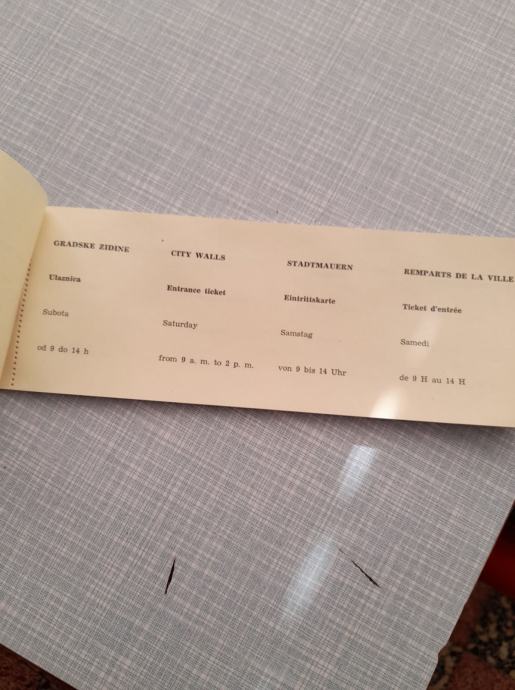 GRADSKE ZIDINE
Ulaznica
Subota
od 9 do 14 h
CITY WALLS
Entrance ticket
Saturday
from 9 a. m. to 2 p. m.
STADTMAUERN
Eintrittskarte
Samstag
von 9 bis 14 Uhr
REMPARTS DE LA VILLE
Ticket d'entrée
Samedi
de 9 H au 14 H